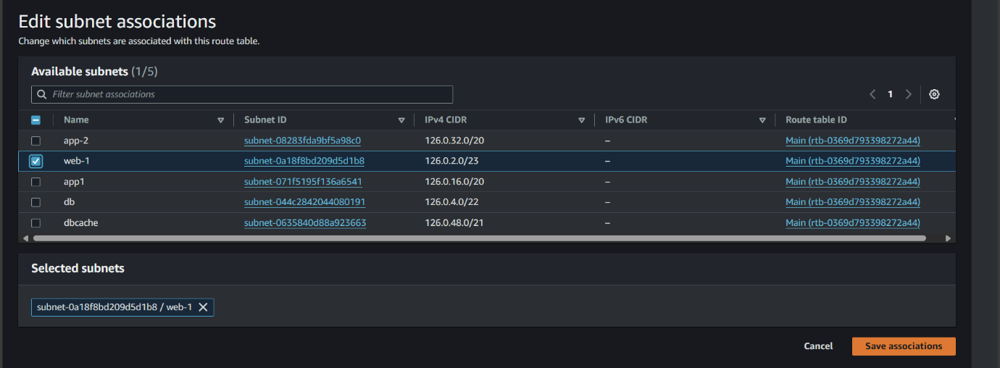 Edit subnet associations
Change which subnets are associated with this route table.
Available subnets (1/5)
Filter subnet associations
1
Name Subnet ID IPv4 CIDR IPv6 CIDR Route table ID
app-2 subnet-08283fda9bf5a98c0 126.0.32.0/20 – Main (rtb-0369d793398272a44)
web-1 subnet-0a18f8bd209d5d1b8 126.0.2.0/23 – Main (rtb-0369d793398272a44)
app1 subnet-071f5195f136a6541 126.0.16.0/20 – Main (rtb-0369d793398272a44)
db subnet-044c2842044080191 126.0.4.0/22 – Main (rtb-0369d793398272a44)
dbcache subnet-0635840d88a923663 126.0.48.0/21 – Main (rtb-0369d793398272a44)
Selected subnets
subnet-0a18f8bd209d5d1b8 / web-1
Cancel Save associations